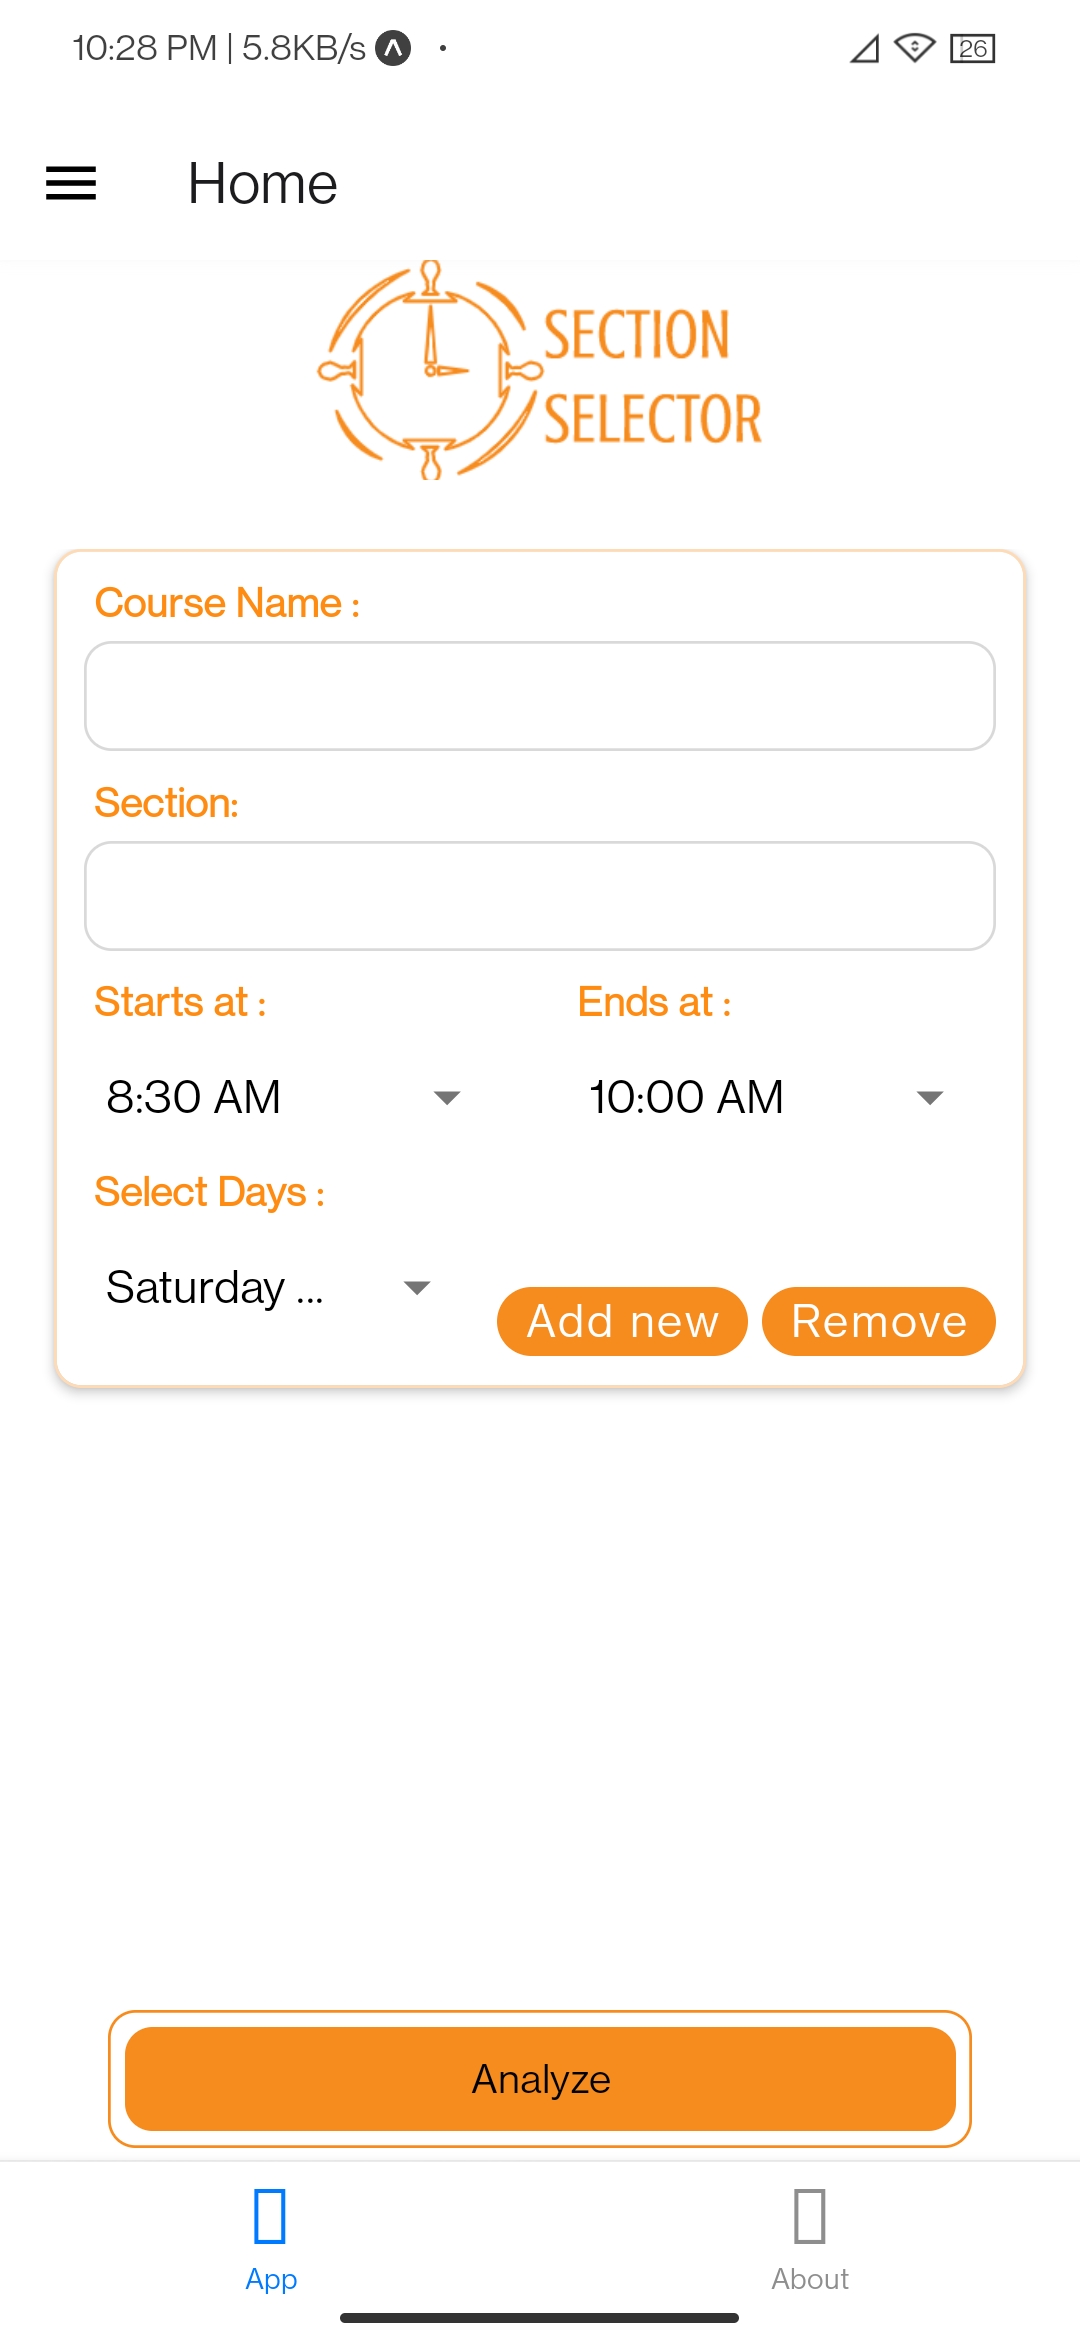 10:28 PM | 5.8KB/s
26
Home
SECTION
SELECTOR
Course Name :
Section:
Starts at : Ends at :
8:30 AM 10:00 AM
Select Days :
Saturday ...
Add new Remove
Analyze
App About